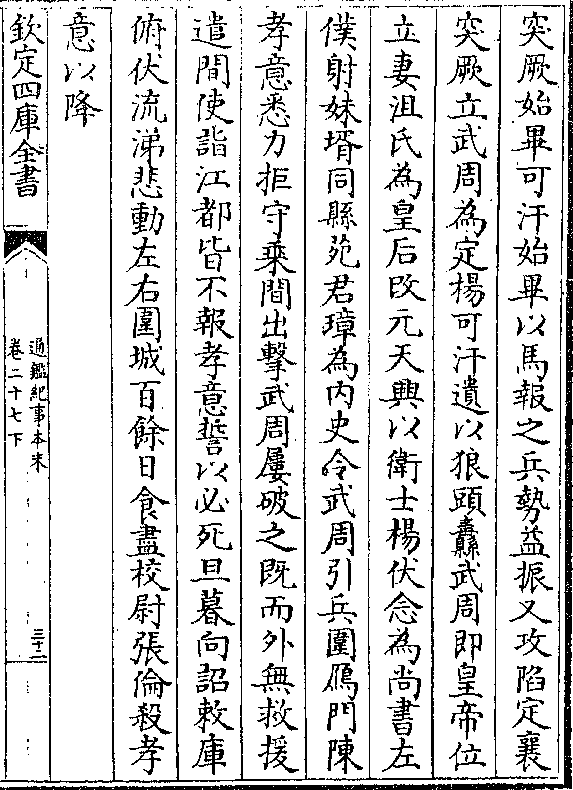 突厥始畢可汗始畢以馬報之兵勢益振又攻陷定襄
突厥立武周為定楊可汗遺以狼頭纛武周即皇帝位
立妻沮氏為皇后改元天興以衛士楊伏念為尚書左
僕射妹壻同縣苑君璋為内史令武周引兵圍鴈門陳
孝意悉力拒守乘間出擊武周屢破之既而外無救援
遣間使詣江都皆不報孝意誓以必死旦暮向詔敕庫
俯伏流涕悲動左右圍城百餘日食盡校尉張倫殺孝
意以降
欽定四庫全書
通鑑紀事本末
卷二十七下
三十二